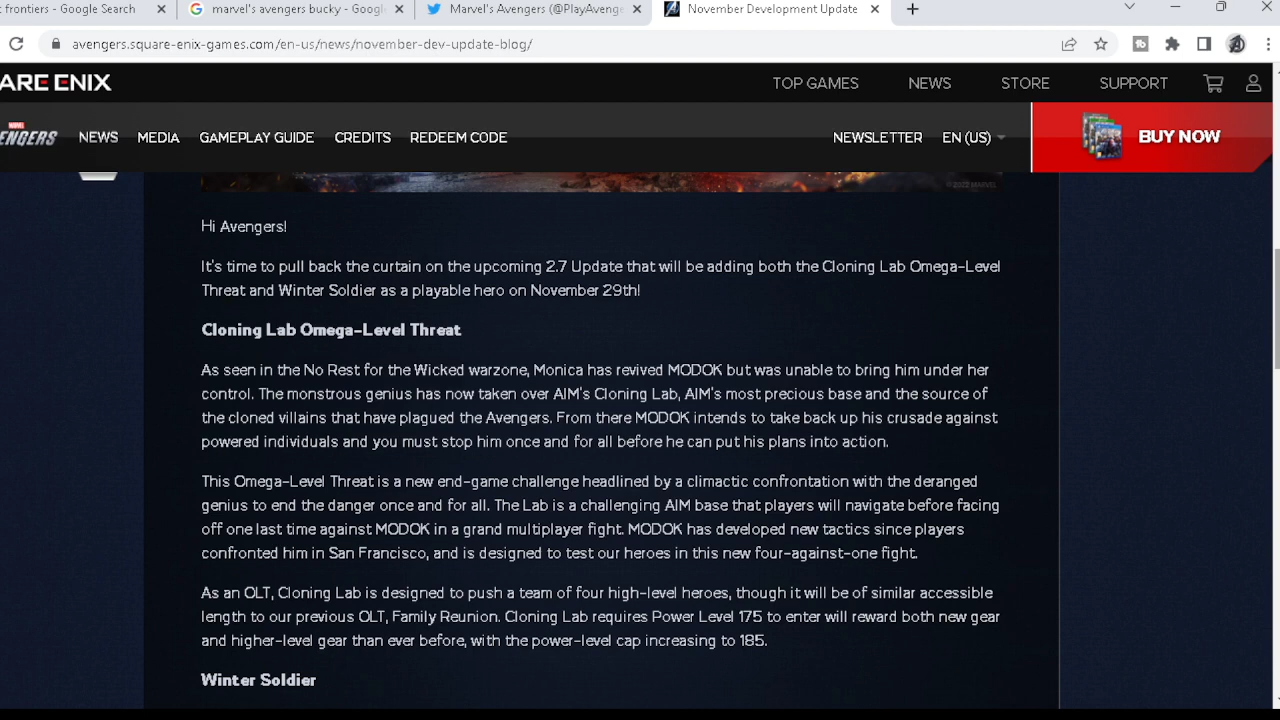 t frontiers - Google Search
marvel's avengers bucky - Googl
Marvel's Avengers (@PlayAvenge
November Development Update
avengers.square-enix-games.com/en-us/news/november-dev-update-blog/
ARE ENIX
TOP GAMES
NEWS
STORE
SUPPORT
MARVEL
ENGERS
NEWS
MEDIA
GAMEPLAY GUIDE
CREDITS
REDEEM CODE
NEWSLETTER
EN (US)
BUY NOW
© 2022 MARVEL
Hi Avengers!
It's time to pull back the curtain on the upcoming 2.7 Update that will be adding both the Cloning Lab Omega-Level
Threat and Winter Soldier as a playable hero on November 29th!
Cloning Lab Omega-Level Threat
As seen in the No Rest for the Wicked warzone, Monica has revived MODOK but was unable to bring him under her
control. The monstrous genius has now taken over AIM's Cloning Lab, AIM's most precious base and the source of
the cloned villains that have plagued the Avengers. From there MODOK intends to take back up his crusade against
powered individuals and you must stop him once and for all before he can put his plans into action.
This Omega-Level Threat is a new end-game challenge headlined by a climactic confrontation with the deranged
genius to end the danger once and for all. The Lab is a challenging AIM base that players will navigate before facing
off one last time against MODOK in a grand multiplayer fight. MODOK has developed new tactics since players
confronted him in San Francisco, and is designed to test our heroes in this new four-against-one fight.
As an OLT, Cloning Lab is designed to push a team of four high-level heroes, though it will be of similar accessible
length to our previous OLT, Family Reunion. Cloning Lab requires Power Level 175 to enter will reward both new gear
and higher-level gear than ever before, with the power-level cap increasing to 185.
Winter Soldier